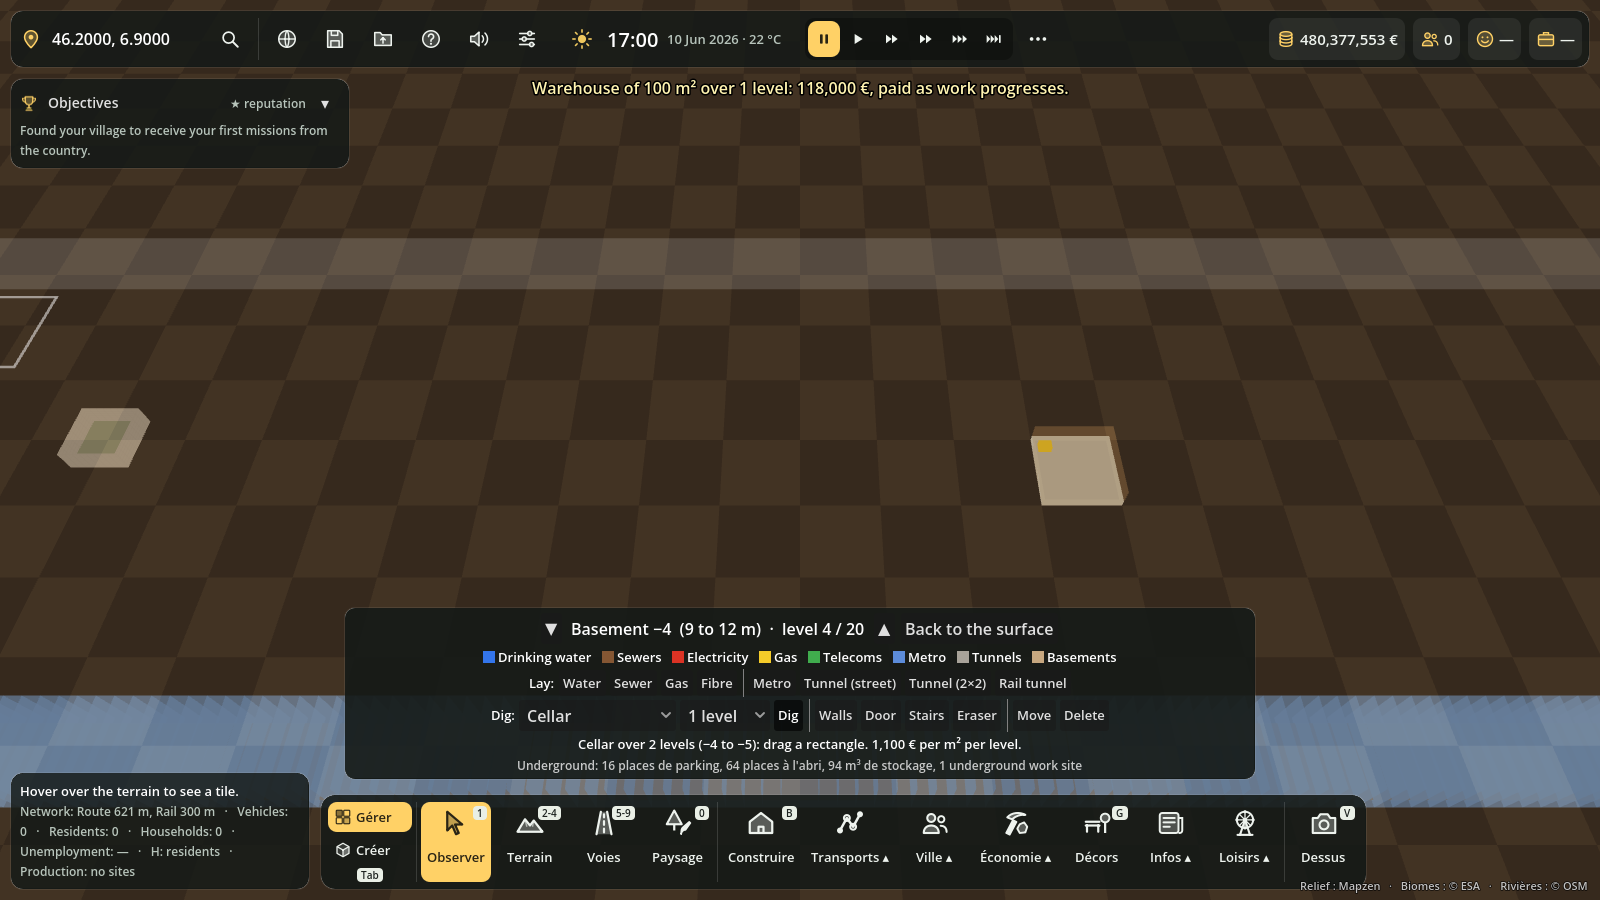 46.2000, 6.9000
17:00 10 Jun 2026 · 22 °C
480,377,553 €
0
—
—
Objectives
★ reputation ▼
Found your village to receive your first missions from
the country.
Warehouse of 100 m² over 1 level: 118,000 €, paid as work progresses.
▼ Basement −4 (9 to 12 m) · level 4 / 20 ▲ Back to the surface
Drinking water Sewers Electricity Gas Telecoms Metro Tunnels Basements
Lay: Water Sewer Gas Fibre Metro Tunnel (street) Tunnel (2×2) Rail tunnel
Dig: Cellar 1 level Dig Walls Door Stairs Eraser Move Delete
Cellar over 2 levels (−4 to −5): drag a rectangle. 1,100 € per m² per level.
Underground: 16 places de parking, 64 places à l'abri, 94 m³ de stockage, 1 underground work site
Hover over the terrain to see a tile.
Network: Route 621 m, Rail 300 m · Vehicles:
0 · Residents: 0 · Households: 0 ·
Unemployment: — · H: residents ·
Production: no sites
Gérer
Créer
Tab
1
Observer
2-4
Terrain
5-9
Voies
0
Paysage
B
Construire
Transports ▴
Ville ▴
Économie ▴
G
Décors
Infos ▴
Loisirs ▴
V
Dessus
Relief : Mapzen · Biomes : © ESA · Rivières : © OSM